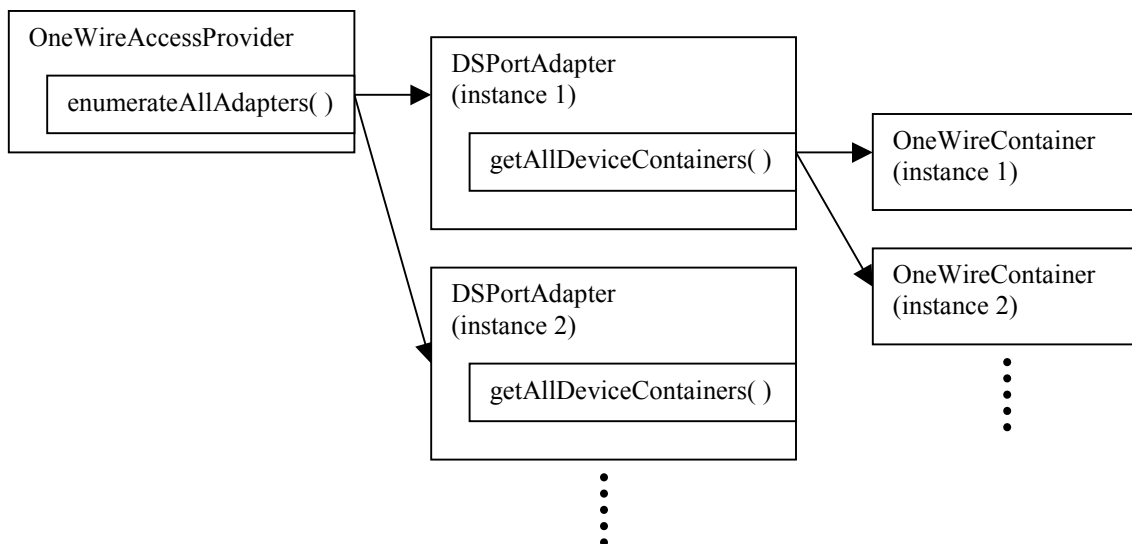 OneWireAccessProvider
enumerateAllAdapters( )
DSPortAdapter
(instance 1)
getAllDeviceContainers( )
OneWireContainer
(instance 1)
OneWireContainer
(instance 2)
DSPortAdapter
(instance 2)
getAllDeviceContainers( )